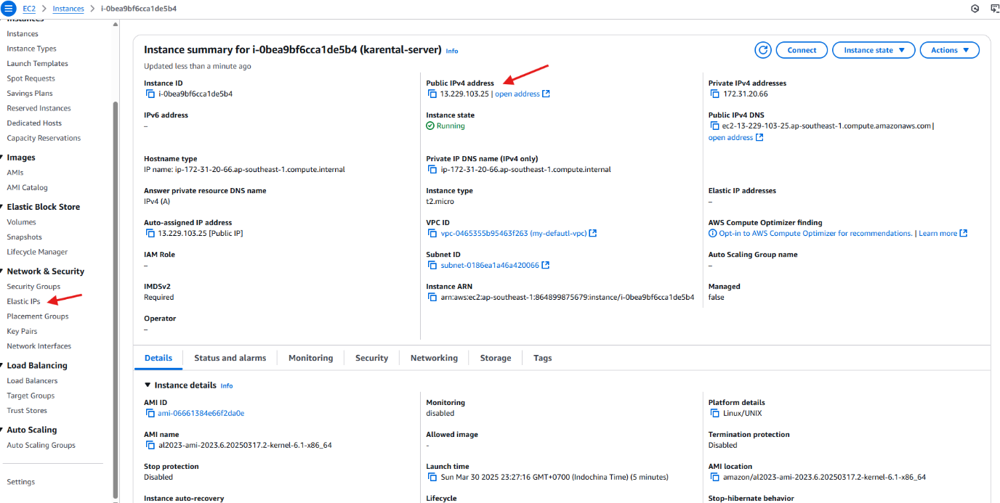 EC2 > Instances > i-0bea9bf6cca1de5b4
Instances
Instances
Instance Types
Launch Templates
Spot Requests
Savings Plans
Reserved Instances
Dedicated Hosts
Capacity Reservations
Images
AMIs
AMI Catalog
Elastic Block Store
Volumes
Snapshots
Lifecycle Manager
Network & Security
Security Groups
Elastic IPs
Placement Groups
Key Pairs
Network Interfaces
Load Balancing
Load Balancers
Target Groups
Trust Stores
Auto Scaling
Auto Scaling Groups
Settings
Instance summary for i-0bea9bf6cca1de5b4 (karental-server) Info
Connect
Instance state
Actions
Updated less than a minute ago
Instance ID
i-0bea9bf6cca1de5b4
Public IPv4 address
13.229.103.25 | open address
Private IPv4 addresses
172.31.20.66
IPv6 address
–
Instance state
Running
Public IPv4 DNS
ec2-13-229-103-25.ap-southeast-1.compute.amazonaws.com |
open address
Hostname type
IP name: ip-172-31-20-66.ap-southeast-1.compute.internal
Private IP DNS name (IPv4 only)
ip-172-31-20-66.ap-southeast-1.compute.internal
Answer private resource DNS name
IPv4 (A)
Instance type
t2.micro
Elastic IP addresses
–
Auto-assigned IP address
13.229.103.25 [Public IP]
VPC ID
vpc-0465355b95463f263 (my-defautl-vpc)
AWS Compute Optimizer finding
Opt-in to AWS Compute Optimizer for recommendations. | Learn more
IAM Role
–
Subnet ID
subnet-0186ea1a46a420066
Auto Scaling Group name
–
IMDSv2
Required
Instance ARN
arn:aws:ec2:ap-southeast-1:864899875679:instance/i-0bea9bf6cca1de5b4
Managed
false
Operator
–
Details
Status and alarms
Monitoring
Security
Networking
Storage
Tags
Instance details Info
AMI ID
ami-06661384e66f2da0e
Monitoring
disabled
Platform details
Linux/UNIX
AMI name
al2023-ami-2023.6.20250317.2-kernel-6.1-x86_64
Allowed image
-
Termination protection
Disabled
Stop protection
Disabled
Launch time
Sun Mar 30 2025 23:27:16 GMT+0700 (Indochina Time) (5 minutes)
AMI location
amazon/al2023-ami-2023.6.20250317.2-kernel-6.1-x86_64
Instance auto-recovery
Lifecycle
Stop-hibernate behavior